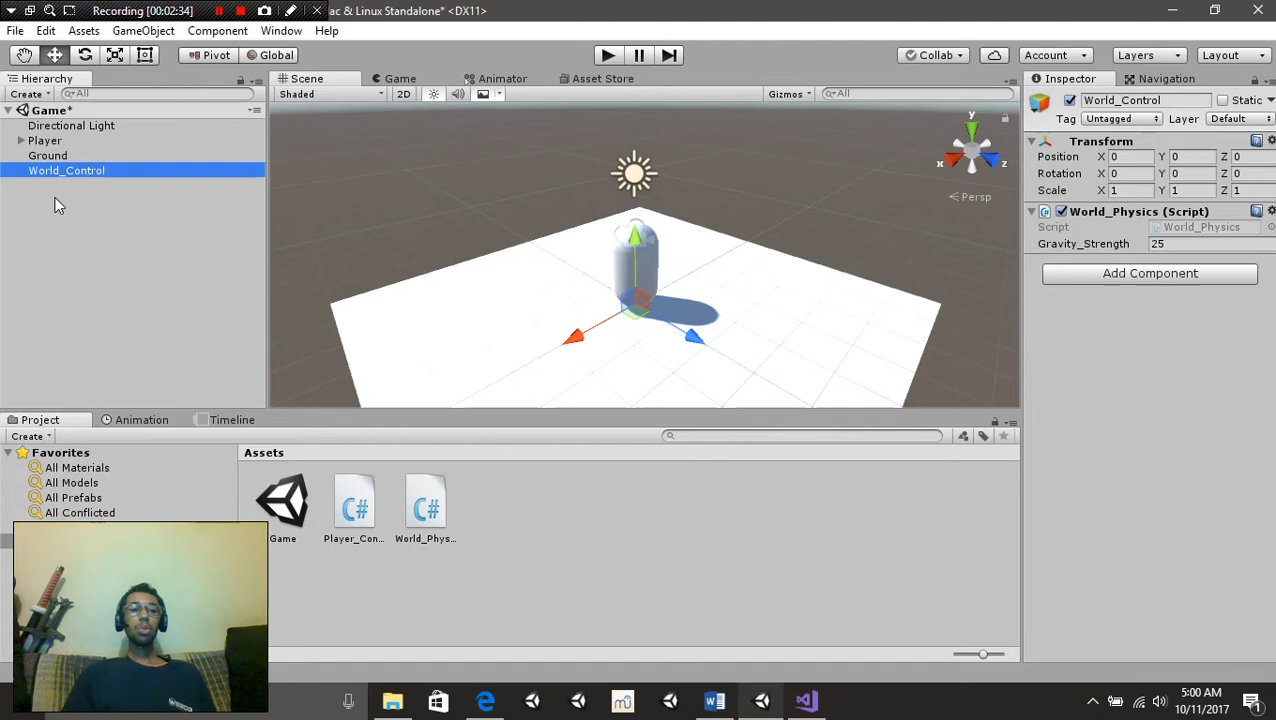 Recording [00:02:34]
ac & Linux Standalone* <DX11>
File Edit Assets GameObject Component Window Help
Pivot Global Collab Account Layers Layout
Hierarchy
Create All
Game*
Directional Light
Player
Ground
World_Control
Scene Game Animator Asset Store
Shaded 2D Gizmos All
y
x
z
Persp
Inspector Navigation
World_Control Static
Tag Untagged Layer Default
Transform
Position X 0 Y 0 Z 0
Rotation X 0 Y 0 Z 0
Scale X 1 Y 1 Z 1
World_Physics (Script)
Script World_Physics
Gravity_Strength 25
Add Component
Project Animation Timeline
Create
Favorites
All Materials
All Models
All Prefabs
All Conflicted
Assets
C# C#
Game Player_Con... World_Phys...
5:00 AM
10/11/2017